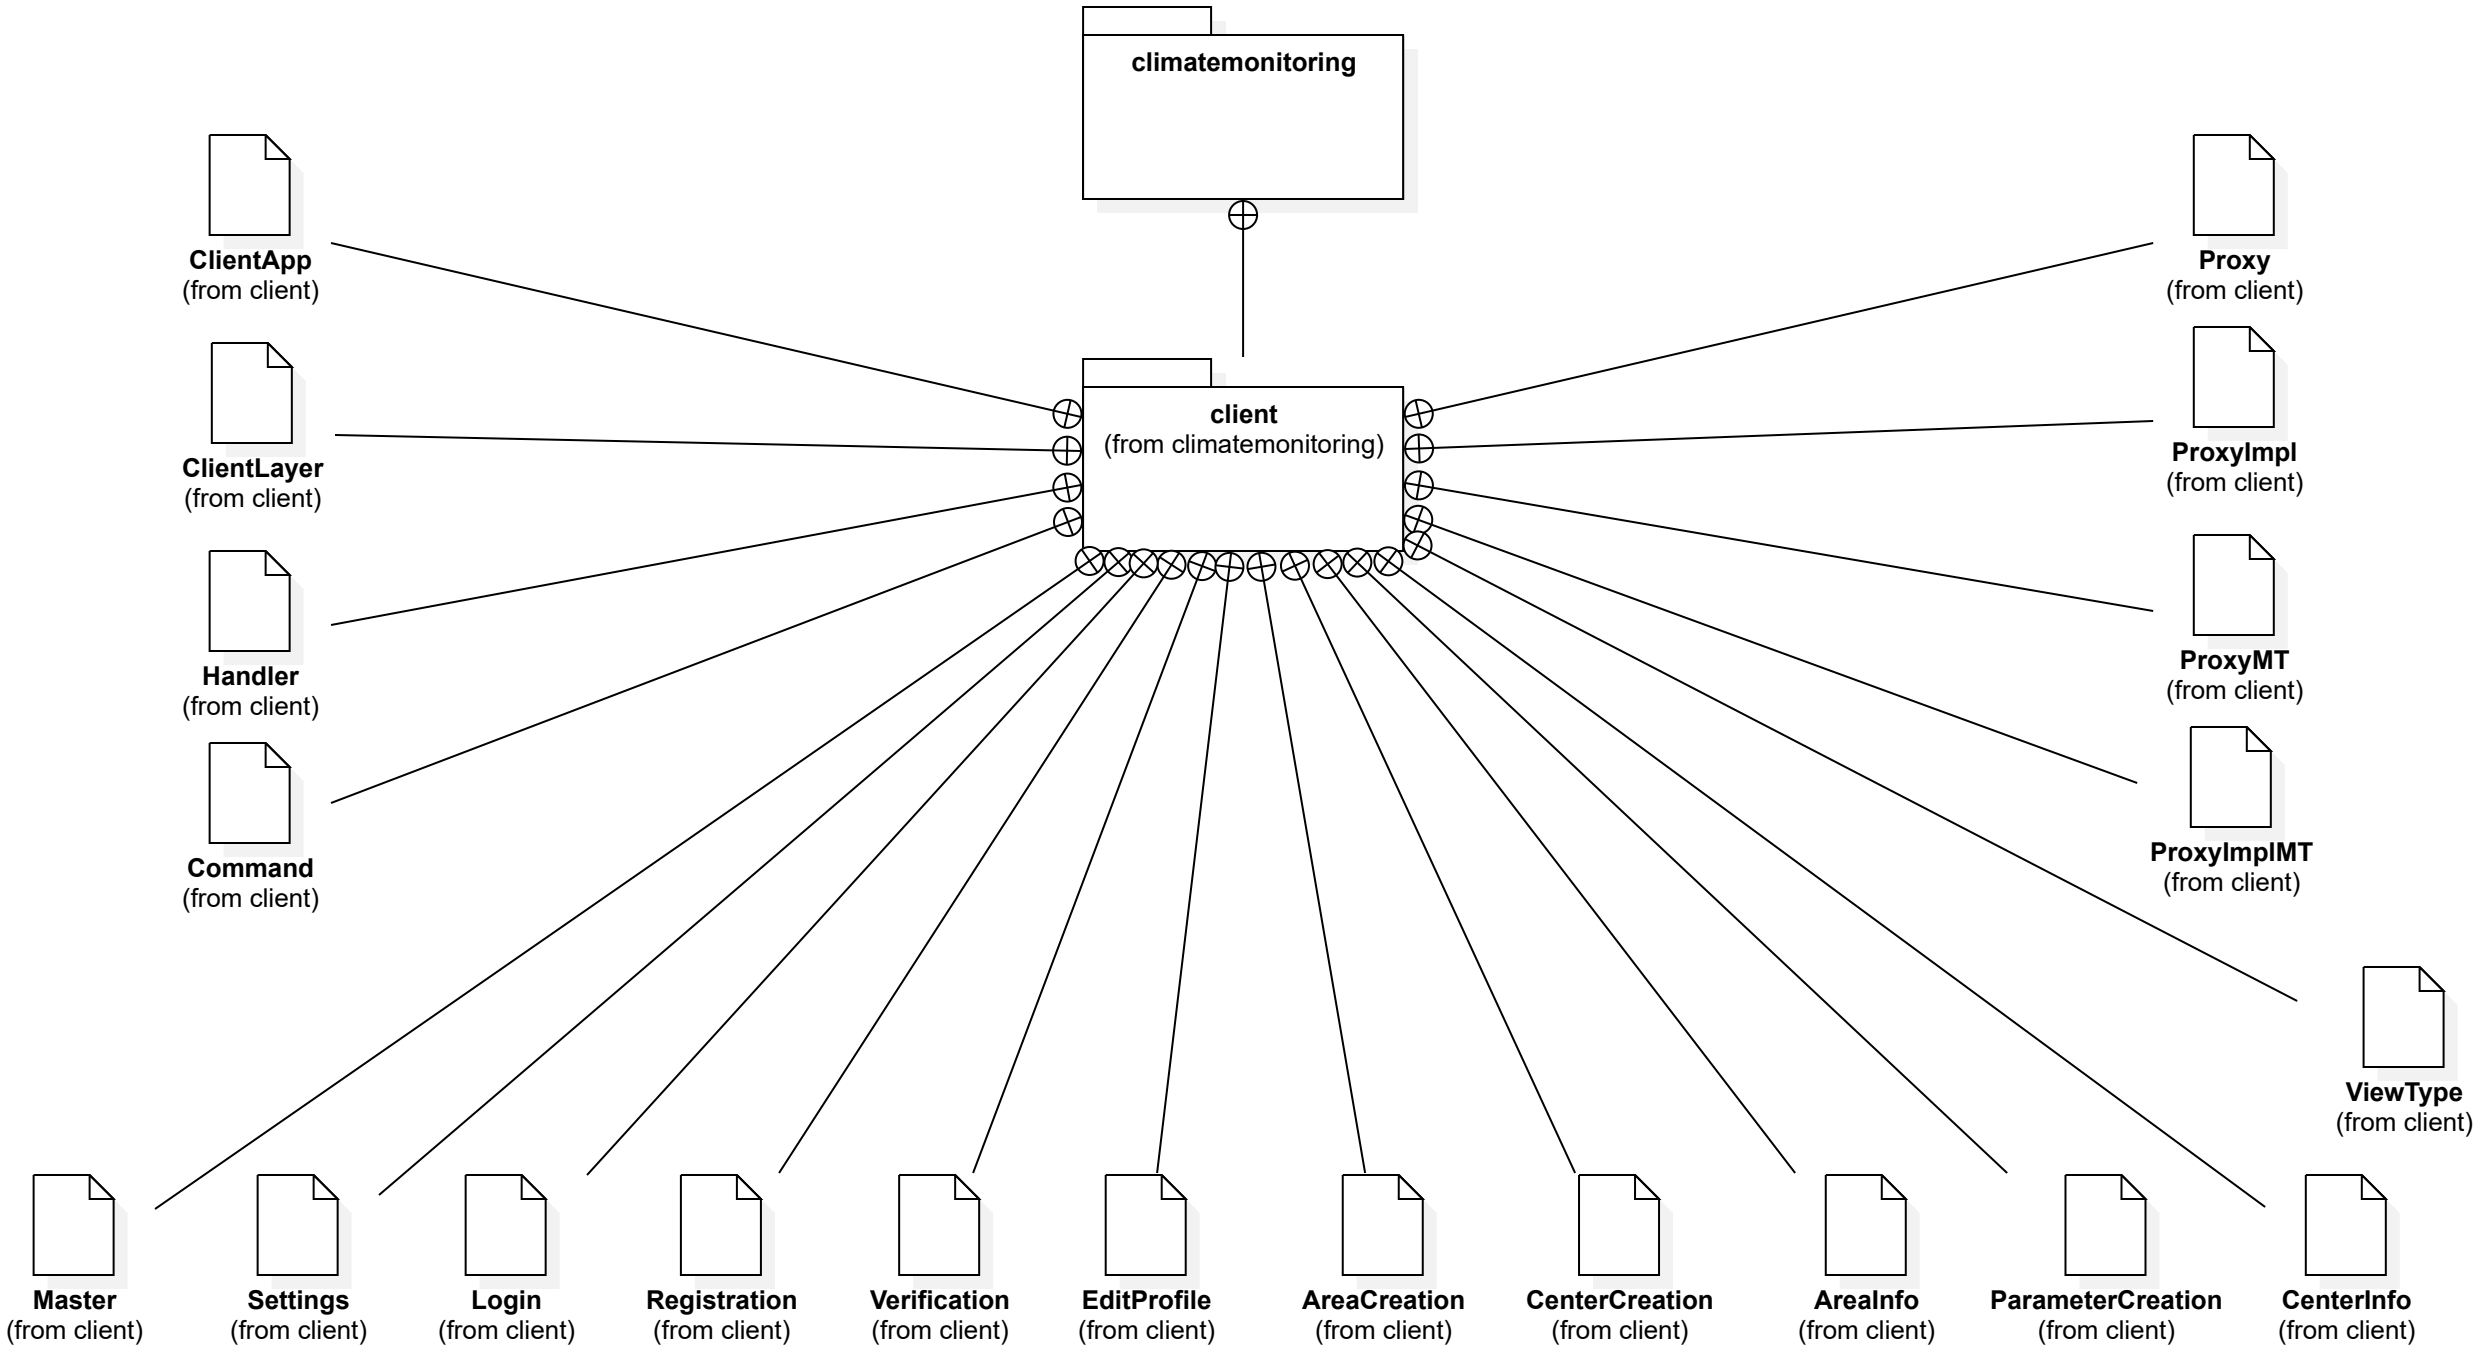 climatemonitoring
ClientApp
(from client)
Proxy
(from client)
client
(from climatemonitoring)
ClientLayer
(from client)
ProxyImpl
(from client)
Handler
(from client)
ProxyMT
(from client)
Command
(from client)
ProxyImplMT
(from client)
ViewType
(from client)
Master
(from client)
Settings
(from client)
Login
(from client)
Registration
(from client)
Verification
(from client)
EditProfile
(from client)
AreaCreation
(from client)
CenterCreation
(from client)
AreaInfo
(from client)
ParameterCreation
(from client)
CenterInfo
(from client)